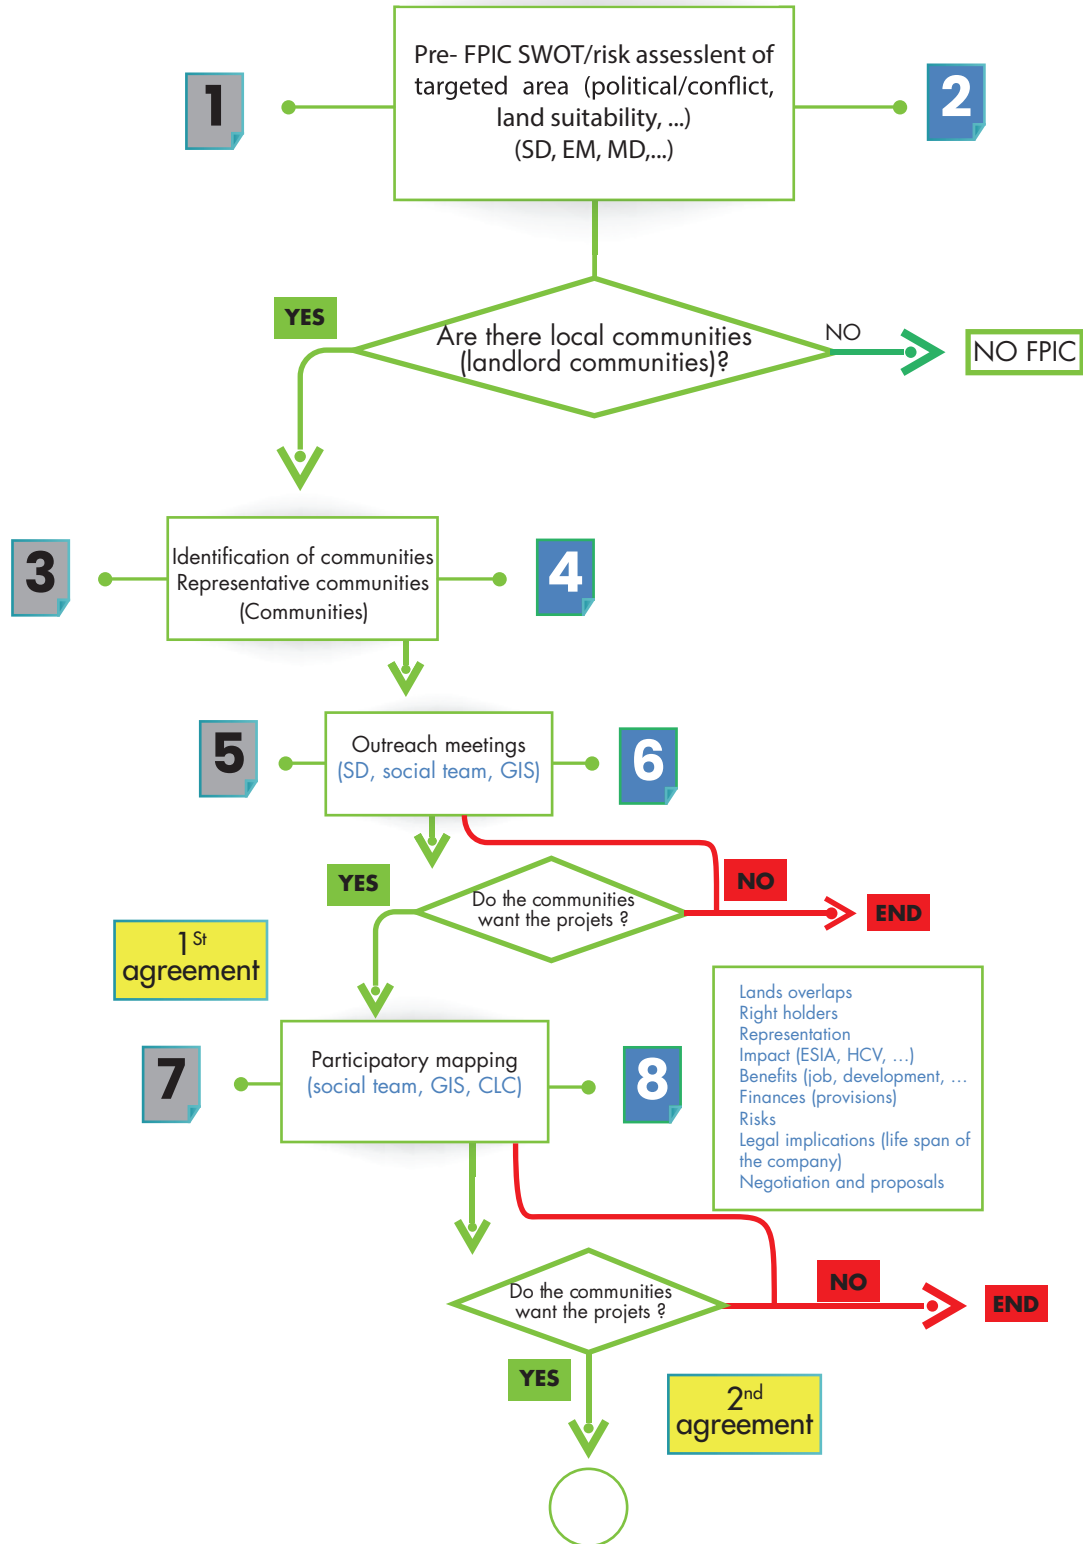 Pre- FPIC SWOT/risk assesslent of
targeted area (political/conflict,
land suitability, ...)
(SD, EM, MD,...)
1
2
YES
Are there local communities
(landlord communities)?
NO
NO FPIC
Identification of communities
Representative communities
(Communities)
3
4
Outreach meetings
(SD, social team, GIS)
5
6
YES
Do the communities
want the projets ?
NO
END
1St
agreement
Participatory mapping
(social team, GIS, CLC)
7
8
Lands overlaps
Right holders
Representation
Impact (ESIA, HCV, ...)
Benefits (job, development, ...
Finances (provisions)
Risks
Legal implications (life span of
the company)
Negotiation and proposals
Do the communities
want the projets ?
NO
END
YES
2nd
agreement